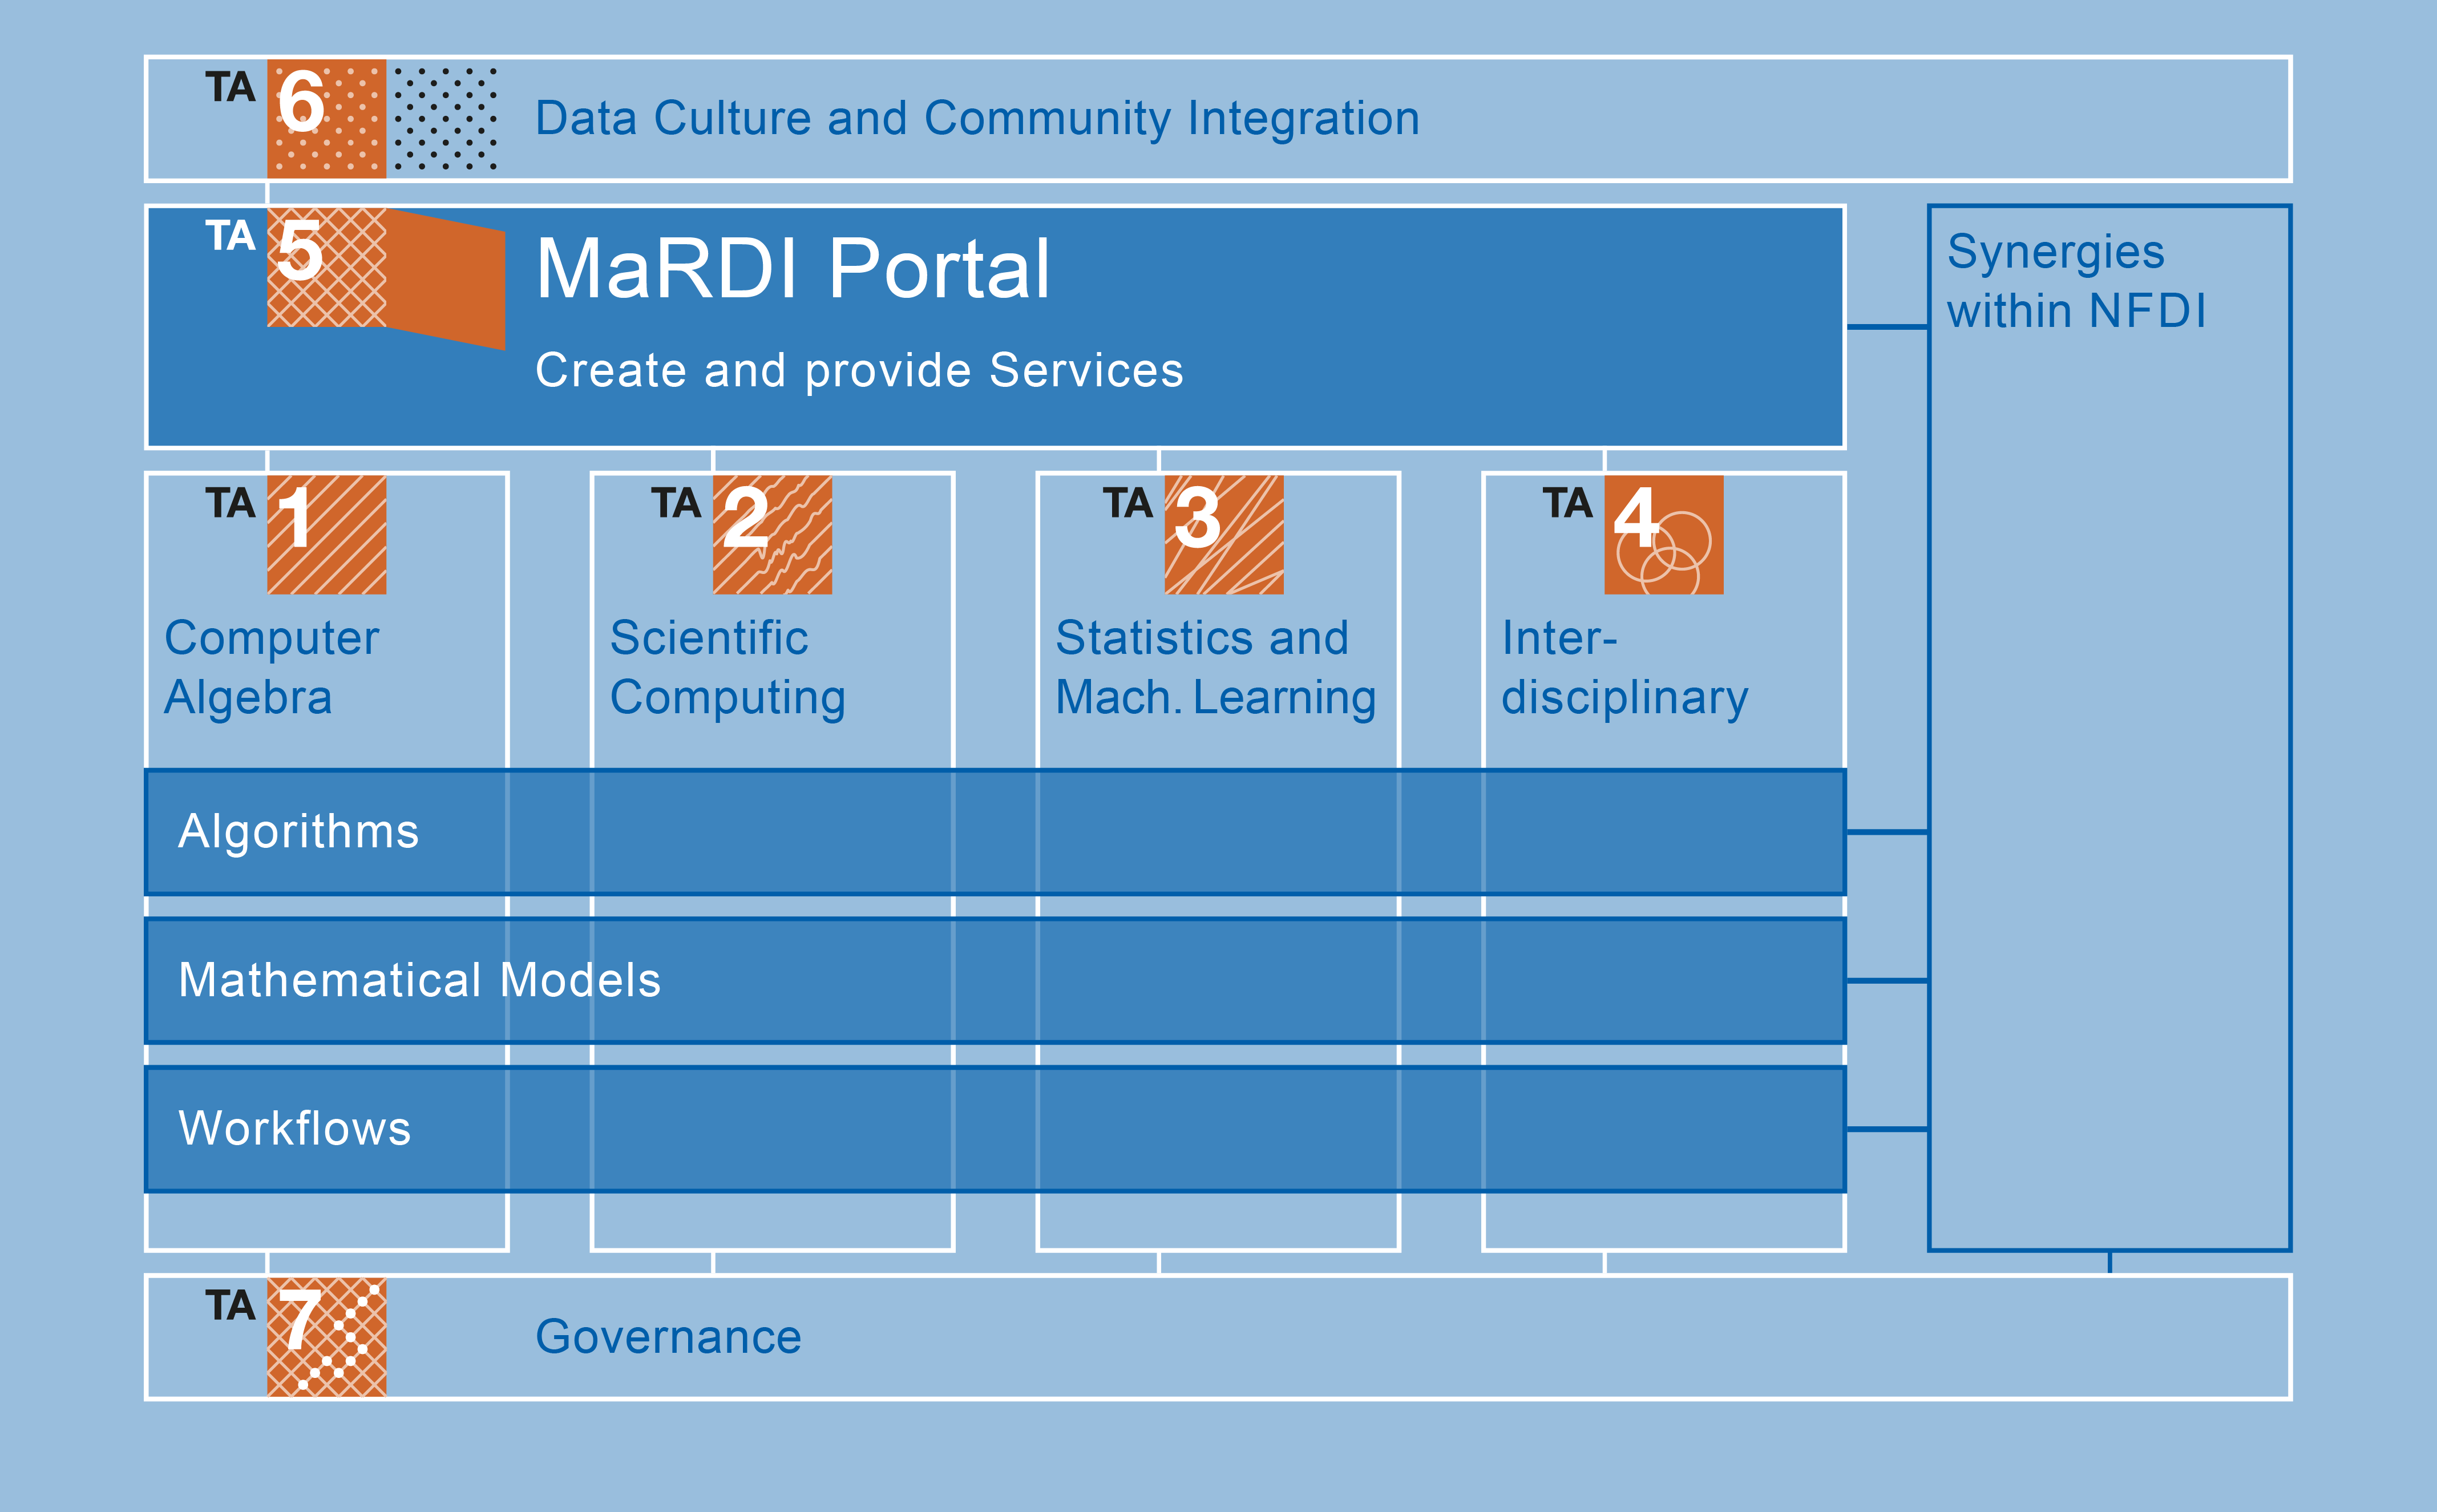 TA 6 Data Culture and Community Integration
TA 5 MaRDI Portal
Create and provide Services
Synergies
within NFDI
TA 1
Computer
Algebra
TA 2
Scientific
Computing
TA 3
Statistics and
Mach. Learning
TA 4
Inter-
disciplinary
Algorithms
Mathematical Models
Workflows
TA 7 Governance